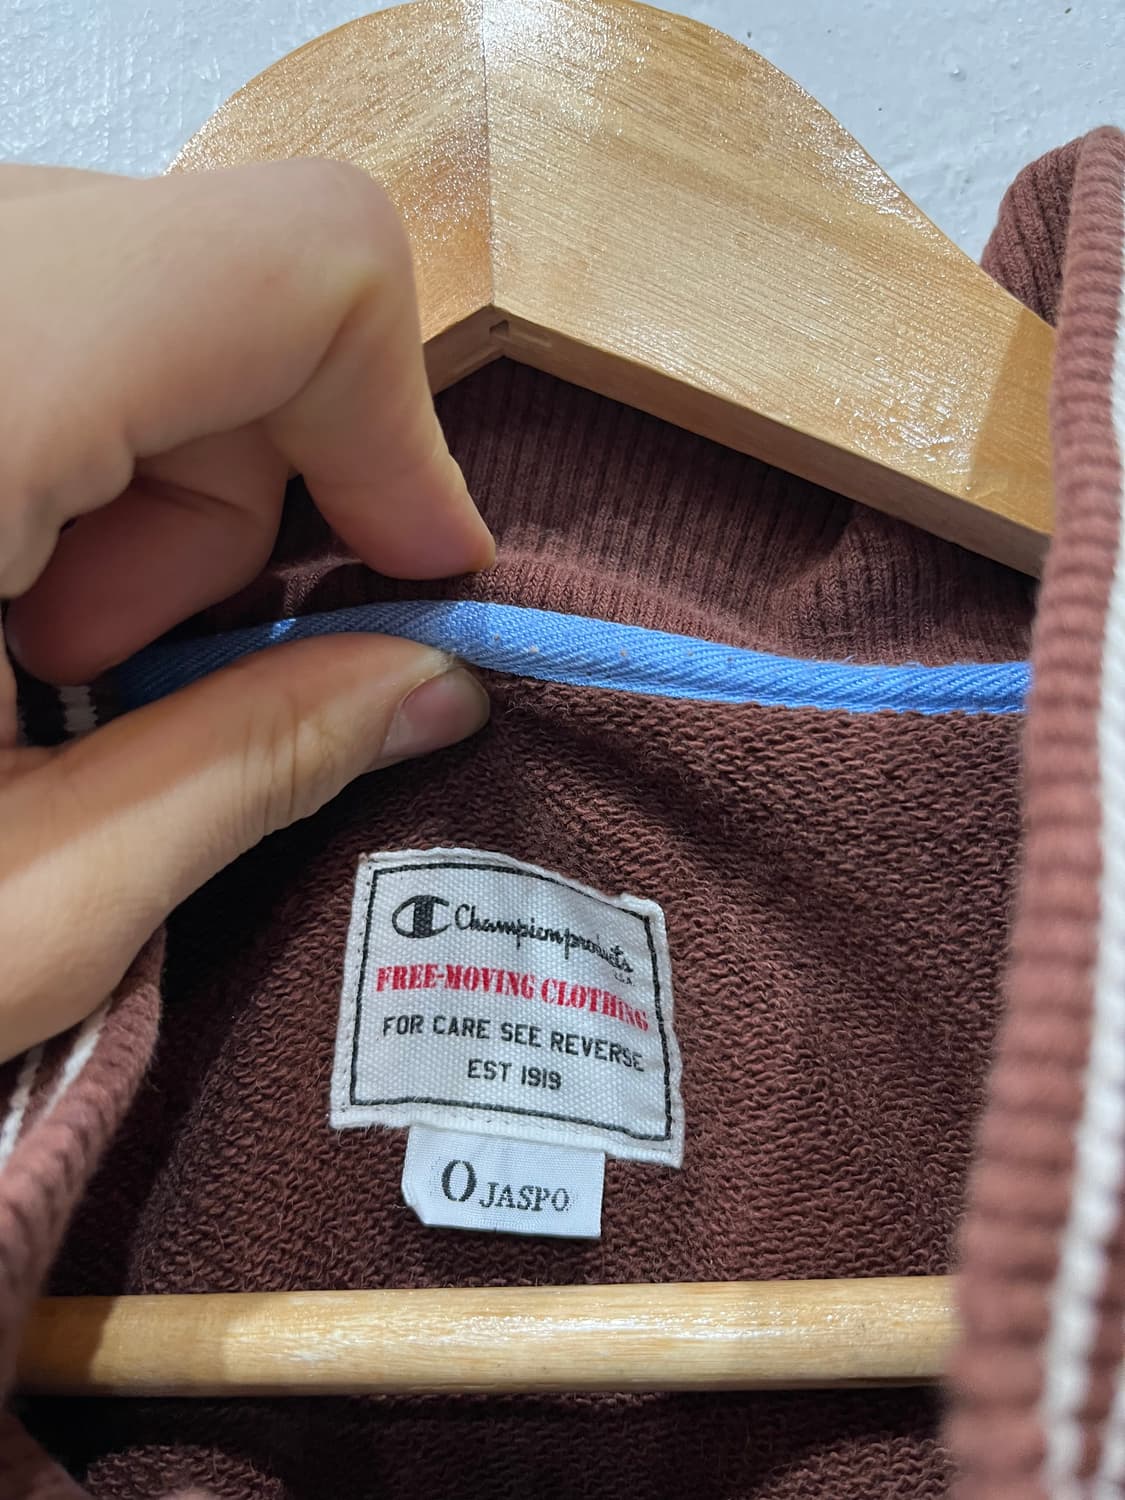 Champion products
U.S.A.
FREE-MOVING CLOTHING
FOR CARE SEE REVERSE
EST 1919
O JASPO